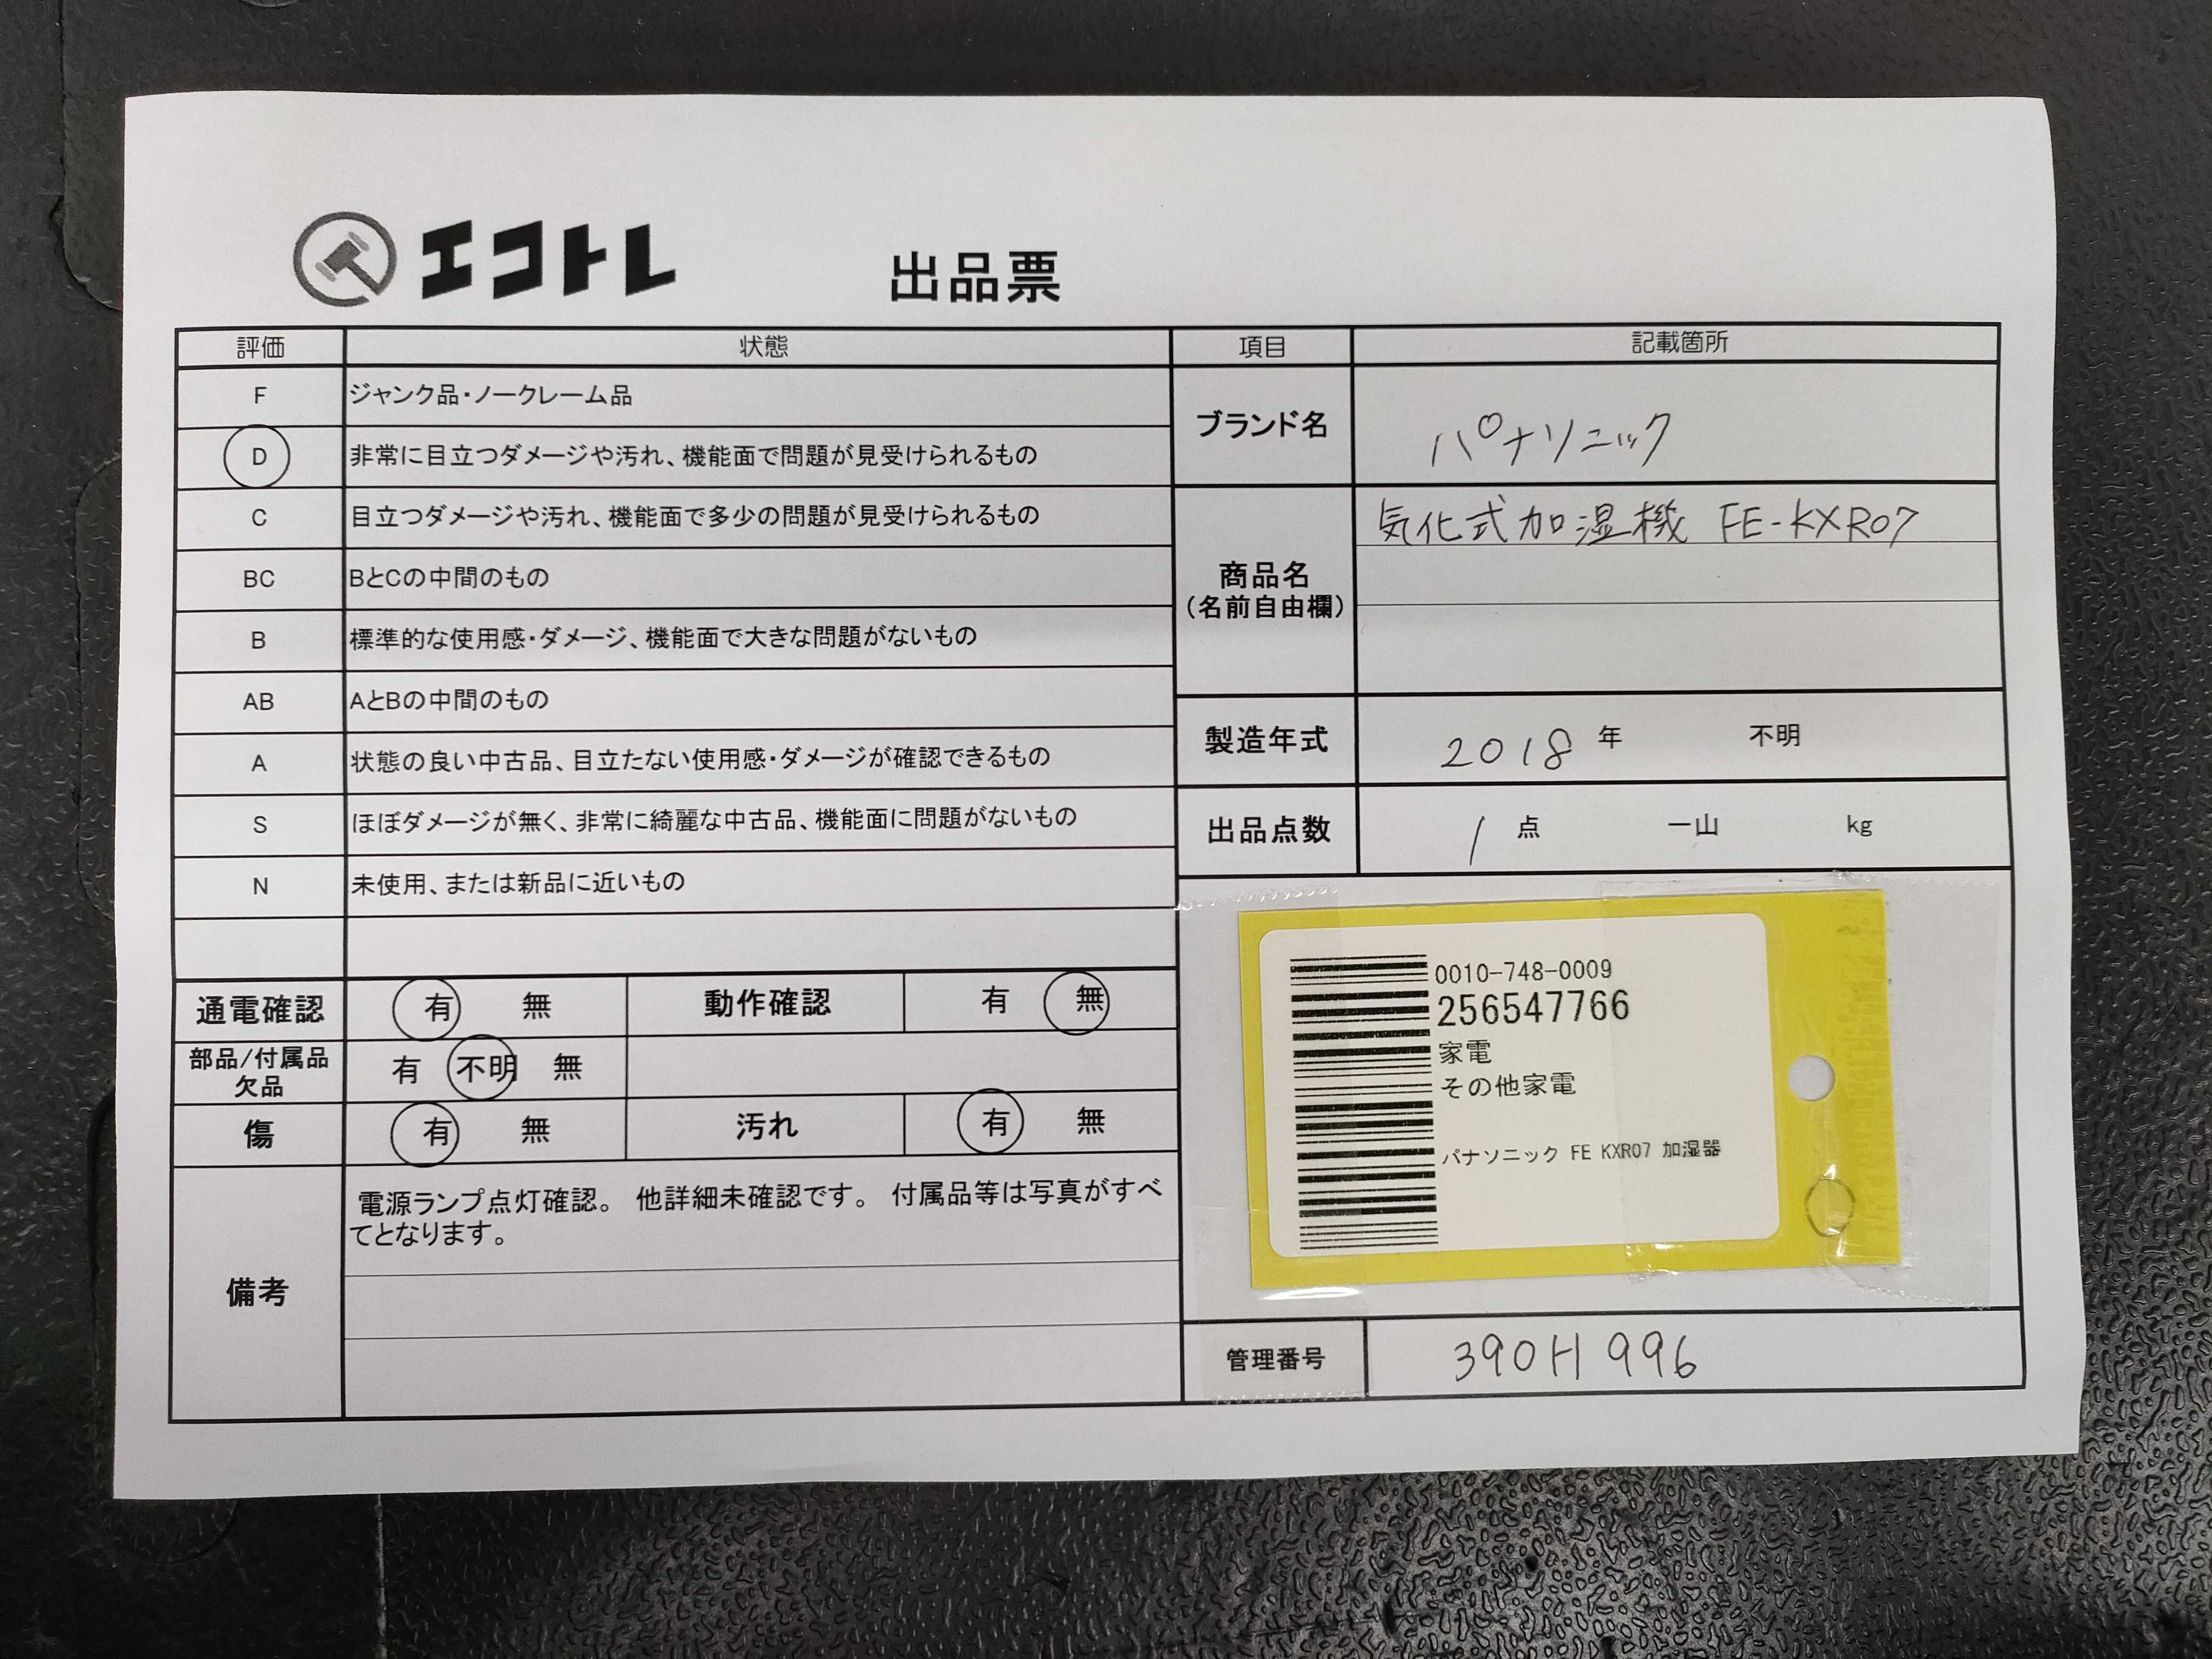 エコトレ
出品票
評価 状態
F ジャンク品・ノークレーム品
D 非常に目立つダメージや汚れ、機能面で問題が見受けられるもの
C 目立つダメージや汚れ、機能面で多少の問題が見受けられるもの
BC BとCの中間のもの
B 標準的な使用感・ダメージ、機能面で大きな問題がないもの
AB AとBの中間のもの
A 状態の良い中古品、目立たない使用感・ダメージが確認できるもの
S ほぼダメージが無く、非常に綺麗な中古品、機能面に問題がないもの
N 未使用、または新品に近いもの
通電確認 有 無 動作確認 有 無
部品/付属品
欠品
有 不明 無
傷 有 無 汚れ 有 無
備考
電源ランプ点灯確認。 他詳細未確認です。 付属品等は写真がすべ
てとなります。
項目 記載箇所
ブランド名 パナソニック
商品名
(名前自由欄)
気化式加湿機 FE-KXR07
製造年式 2018 年 不明
出品点数 1 点 一山 kg
0010-748-0009
256547766
家電
その他家電
パナソニック FE KXR07 加湿器
管理番号 390H996